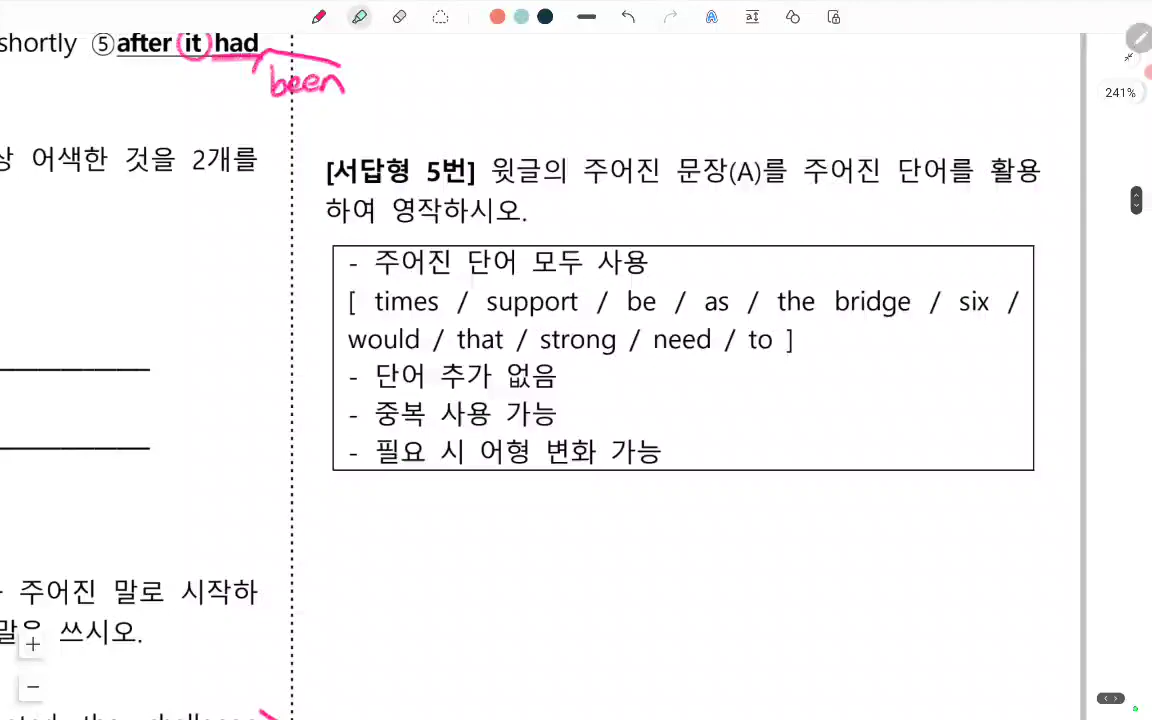 shortly ⑤after it had
been
241%
상 어색한 것을 2개를
[서답형 5번] 윗글의 주어진 문장(A)를 주어진 단어를 활용
하여 영작하시오.
- 주어진 단어 모두 사용
[ times / support / be / as / the bridge / six /
would / that / strong / need / to ]
- 단어 추가 없음
- 중복 사용 가능
- 필요 시 어형 변화 가능
주어진 말로 시작하
말을 쓰시오.
the